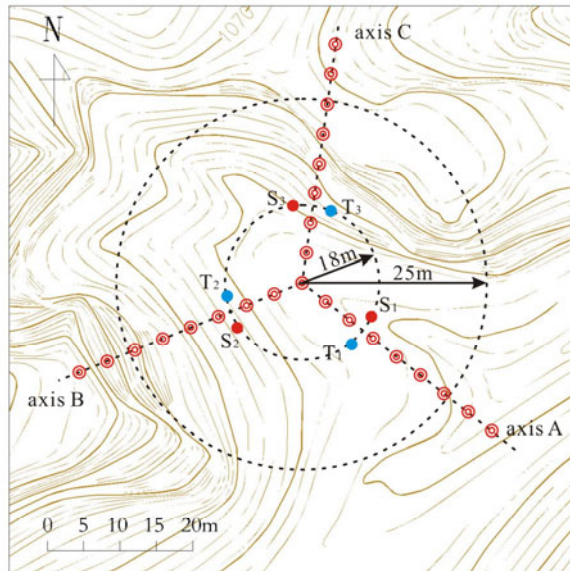 N
1070
axis C
S3
T3
18m
25m
T2
S2
S1
T1
axis B
axis A
0 5 10 15 20m